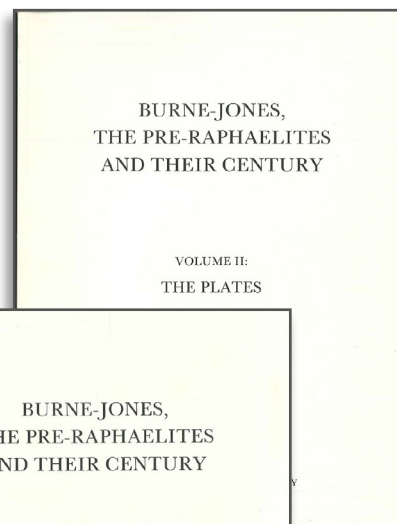 BURNE-JONES,
THE PRE-RAPHAELITES
AND THEIR CENTURY
VOLUME II:
THE PLATES
BURNE-JONES,
HE PRE-RAPHAELITES
ND THEIR CENTURY
Y